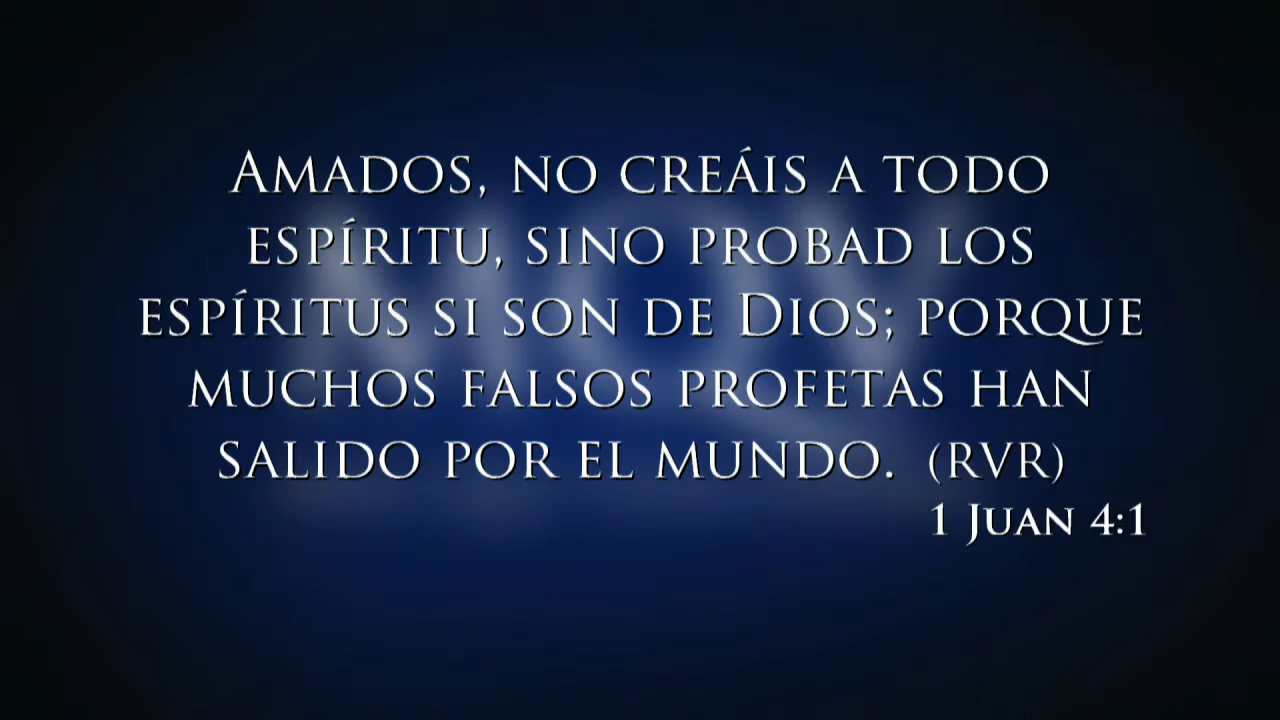 Amados, no creáis a todo
espíritu, sino probad los
espíritus si son de Dios; porque
muchos falsos profetas han
salido por el mundo. (RVR)
1 Juan 4:1